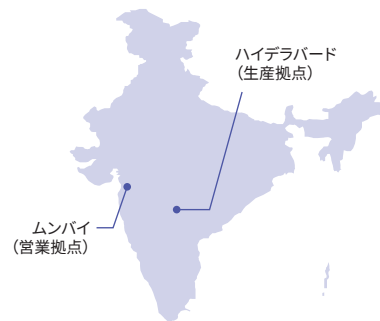 ハイデラバード
（生産拠点）
ムンバイ
（営業拠点）